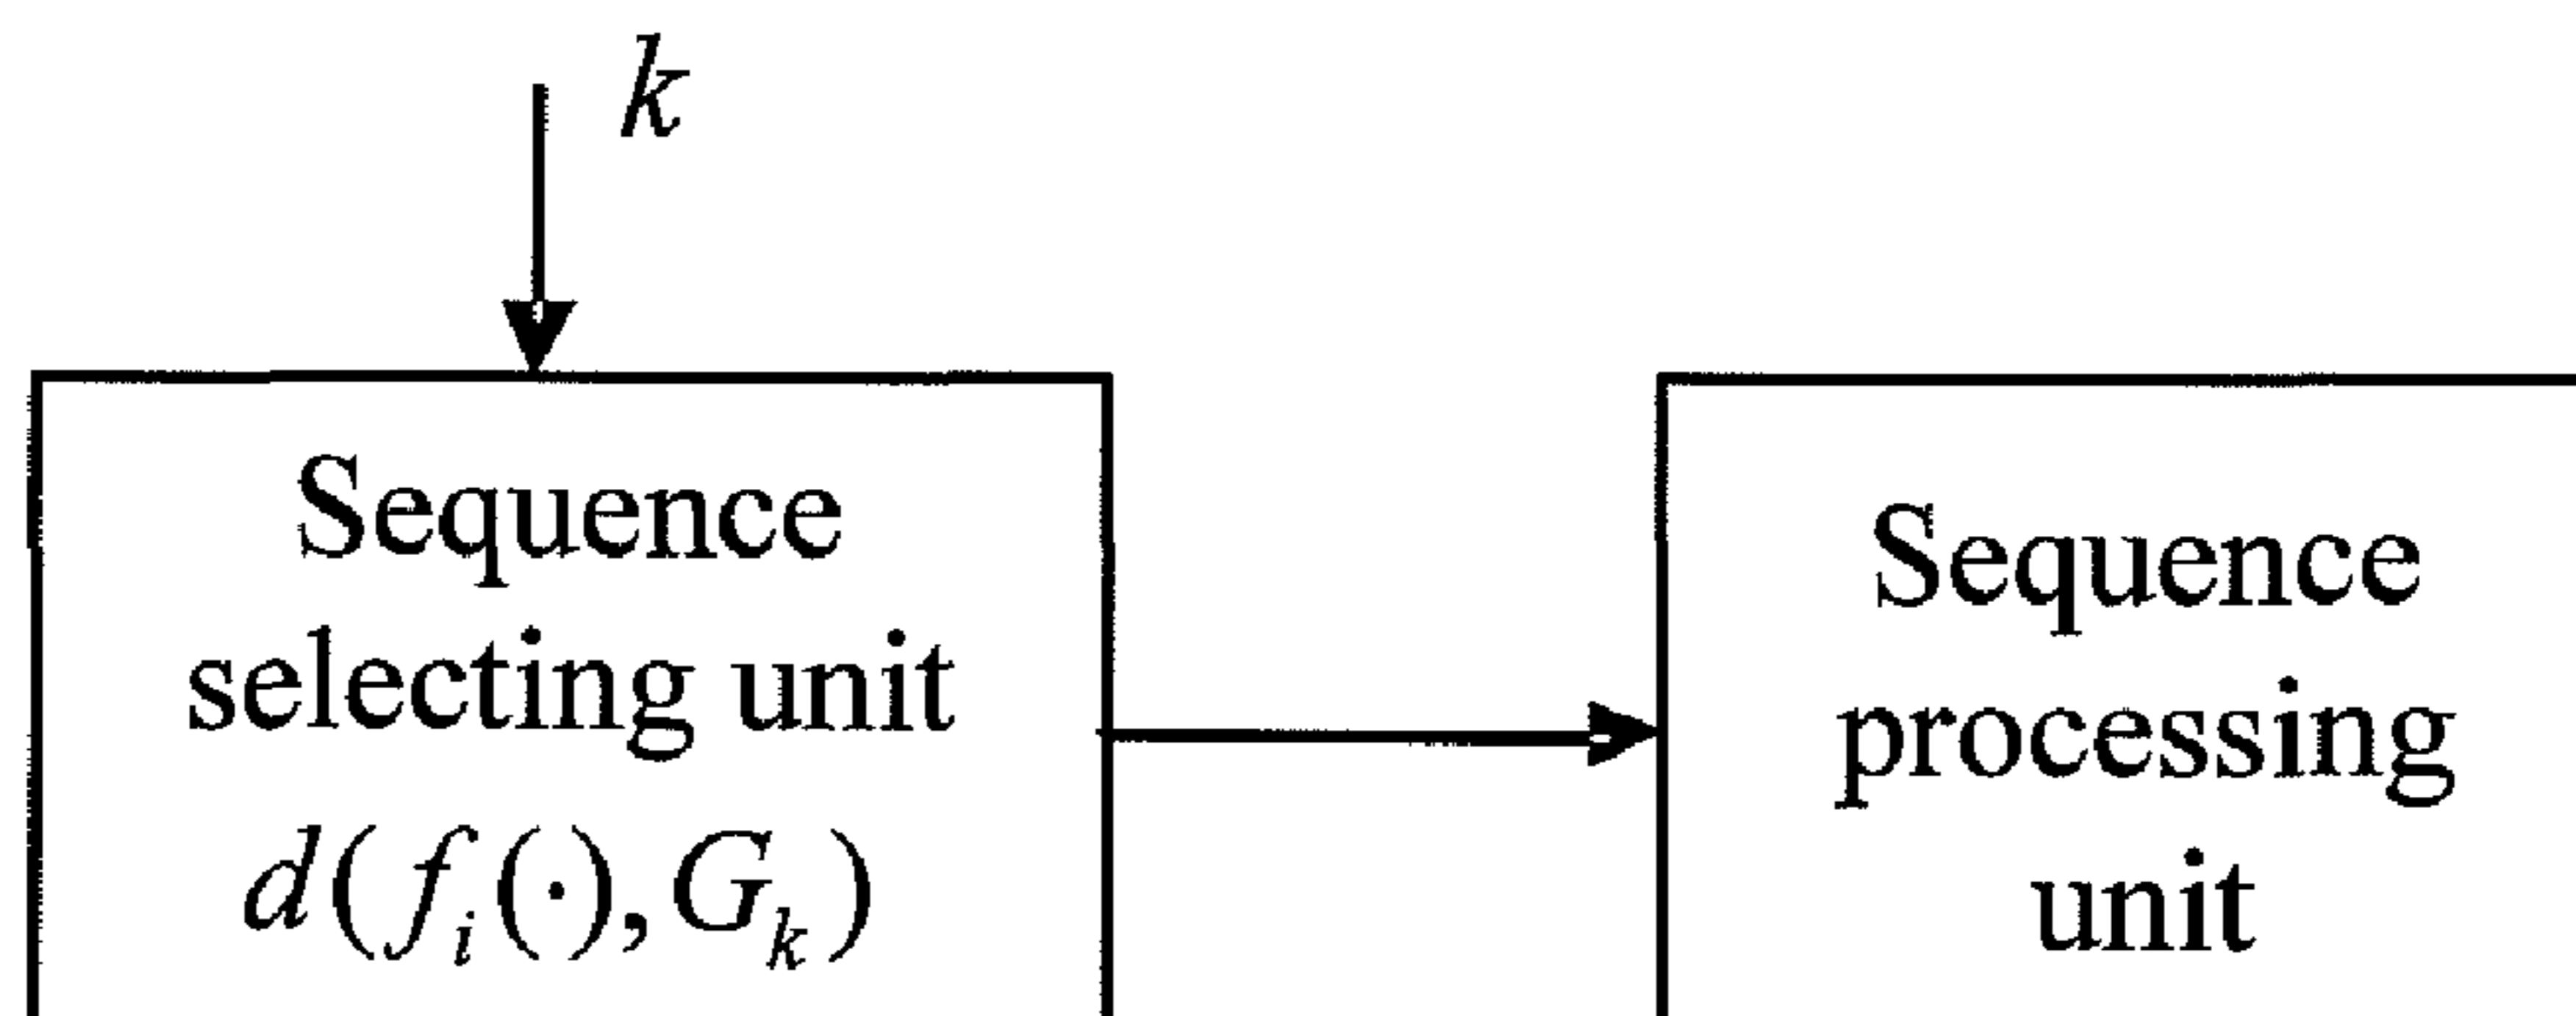 k
Sequence
selecting unit
d(f_i(·), G_k)
Sequence
processing
unit